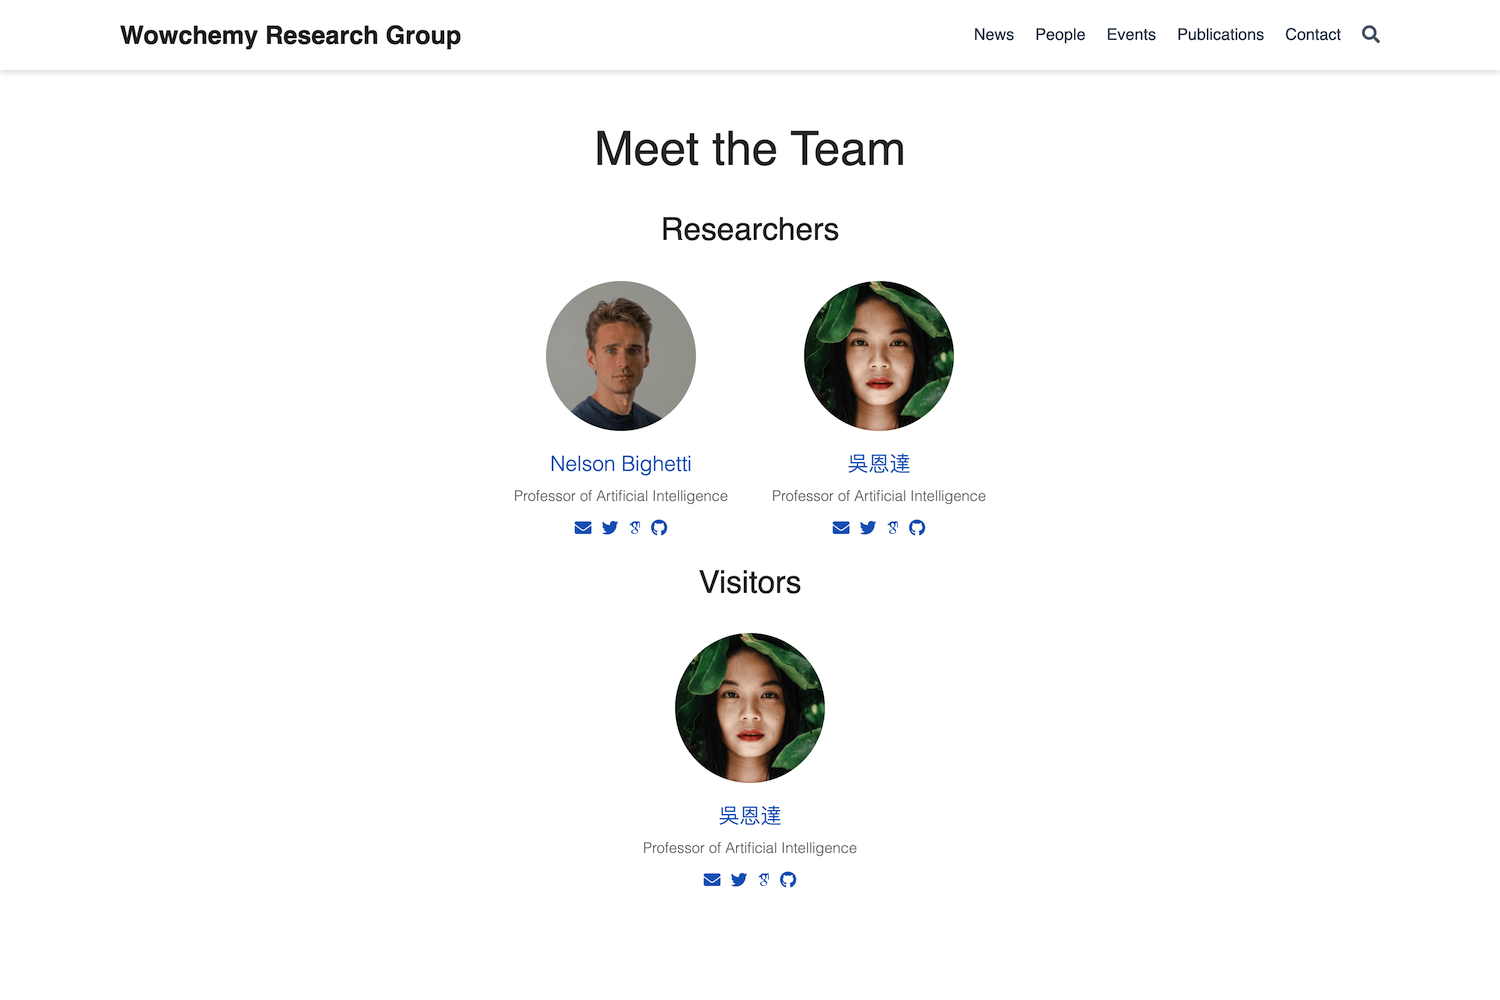 Wowchemy Research Group
News People Events Publications Contact
Meet the Team
Researchers
Nelson Bighetti 吳恩達
Professor of Artificial Intelligence Professor of Artificial Intelligence
Visitors
吳恩達
Professor of Artificial Intelligence